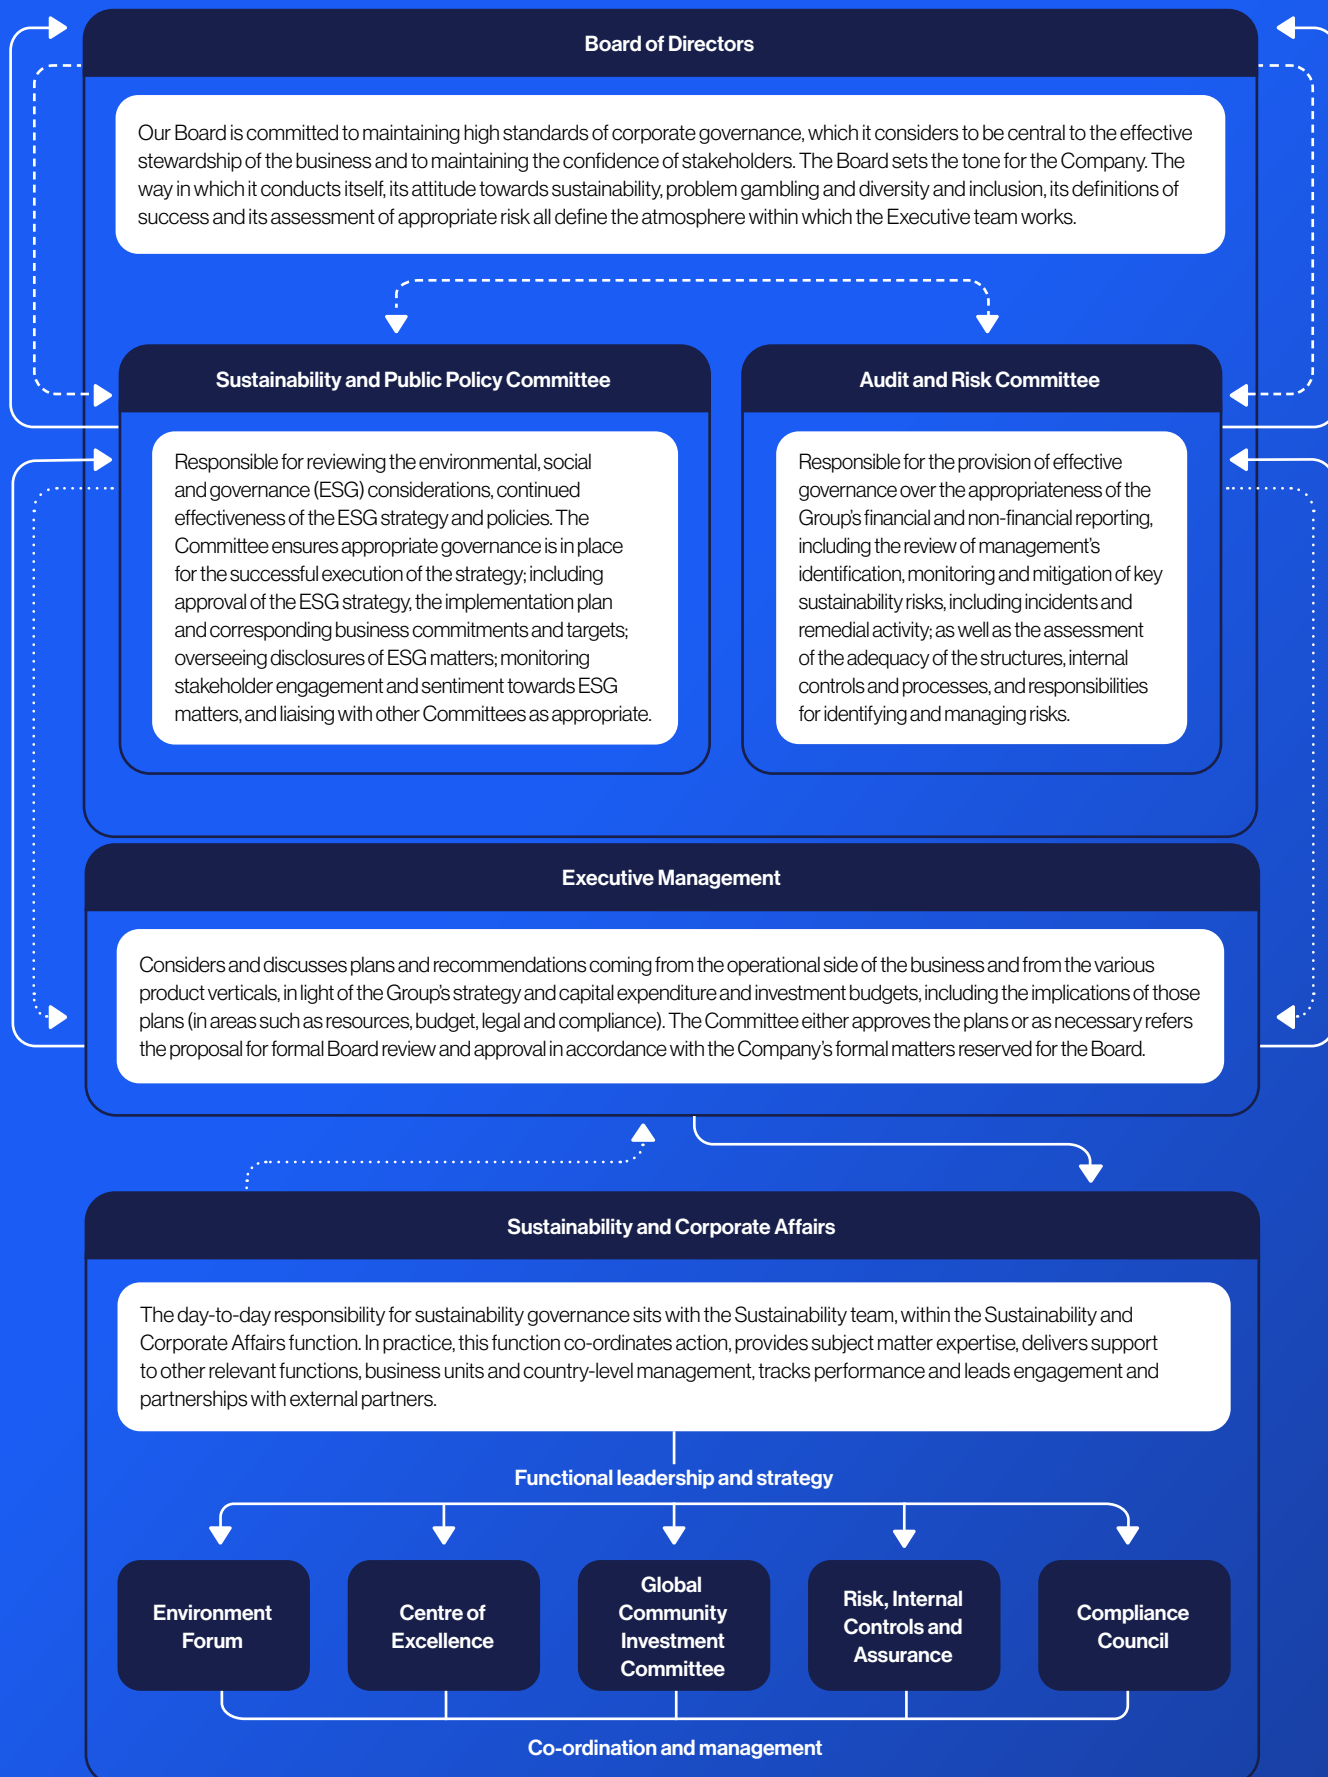 Board of Directors
Our Board is committed to maintaining high standards of corporate governance, which it considers to be central to the effective
stewardship of the business and to maintaining the confidence of stakeholders. The Board sets the tone for the Company. The
way in which it conducts itself, its attitude towards sustainability, problem gambling and diversity and inclusion, its definitions of
success and its assessment of appropriate risk all define the atmosphere within which the Executive team works.
Sustainability and Public Policy Committee
Responsible for reviewing the environmental, social
and governance (ESG) considerations, continued
effectiveness of the ESG strategy and policies. The
Committee ensures appropriate governance is in place
for the successful execution of the strategy; including
approval of the ESG strategy, the implementation plan
and corresponding business commitments and targets;
overseeing disclosures of ESG matters; monitoring
stakeholder engagement and sentiment towards ESG
matters, and liaising with other Committees as appropriate.
Audit and Risk Committee
Responsible for the provision of effective
governance over the appropriateness of the
Group's financial and non-financial reporting,
including the review of management's
identification, monitoring and mitigation of key
sustainability risks, including incidents and
remedial activity; as well as the assessment
of the adequacy of the structures, internal
controls and processes, and responsibilities
for identifying and managing risks.
Executive Management
Considers and discusses plans and recommendations coming from the operational side of the business and from the various
product verticals, in light of the Group's strategy and capital expenditure and investment budgets, including the implications of those
plans (in areas such as resources, budget, legal and compliance). The Committee either approves the plans or as necessary refers
the proposal for formal Board review and approval in accordance with the Company's formal matters reserved for the Board.
Sustainability and Corporate Affairs
The day-to-day responsibility for sustainability governance sits with the Sustainability team, within the Sustainability and
Corporate Affairs function. In practice, this function co-ordinates action, provides subject matter expertise, delivers support
to other relevant functions, business units and country-level management, tracks performance and leads engagement and
partnerships with external partners.
Functional leadership and strategy
Environment
Forum
Centre of
Excellence
Global
Community
Investment
Committee
Risk, Internal
Controls and
Assurance
Compliance
Council
Co-ordination and management